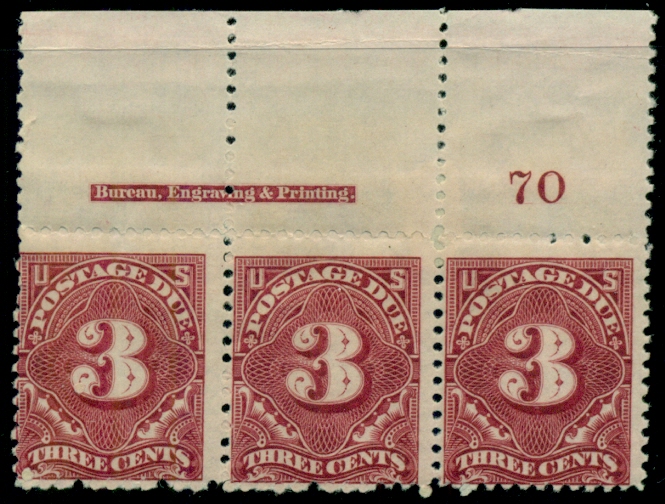 Bureau, Engraving & Printing.
70
U S U S U S
POSTAGE DUE POSTAGE DUE POSTAGE DUE
3 3 3
THREE CENTS THREE CENTS THREE CENTS